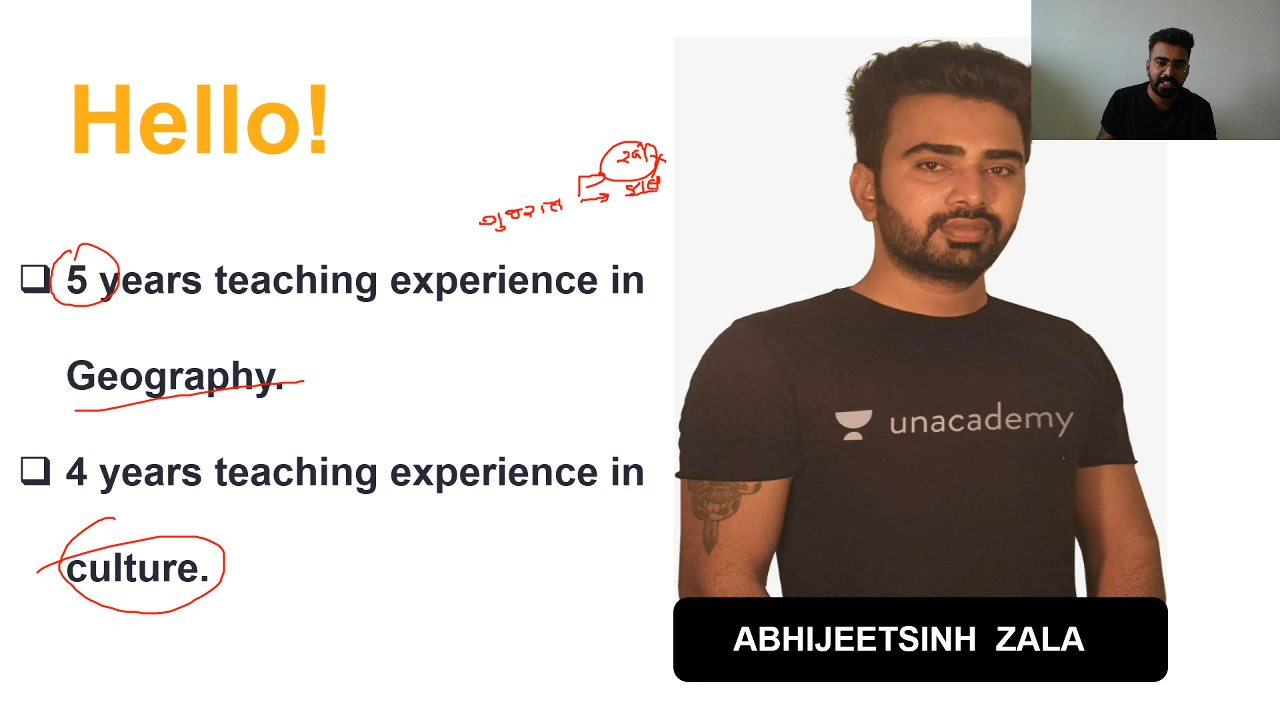 Hello!
ગુજરાત →
5 years teaching experience in
Geography.
4 years teaching experience in
culture.
unacademy
ABHIJEETSINH ZALA